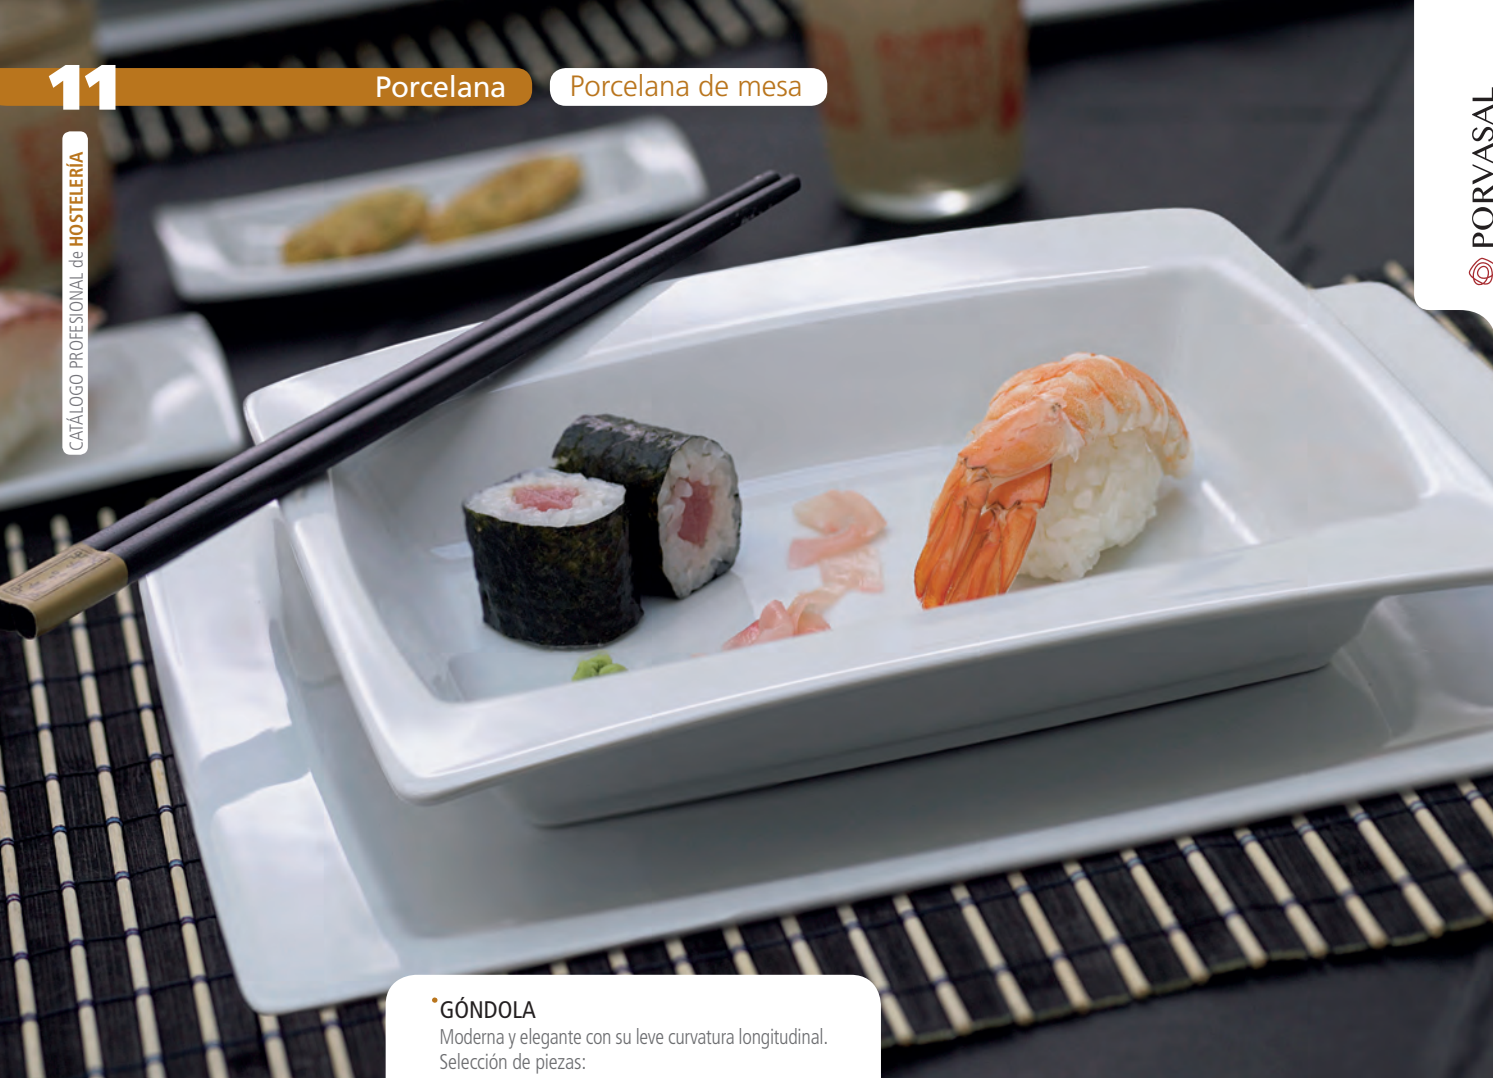 11
Porcelana
Porcelana de mesa
CATÁLOGO PROFESIONAL de HOSTELERÍA
PORVASAL
GÓNDOLA
Moderna y elegante con su leve curvatura longitudinal.
Selección de piezas: